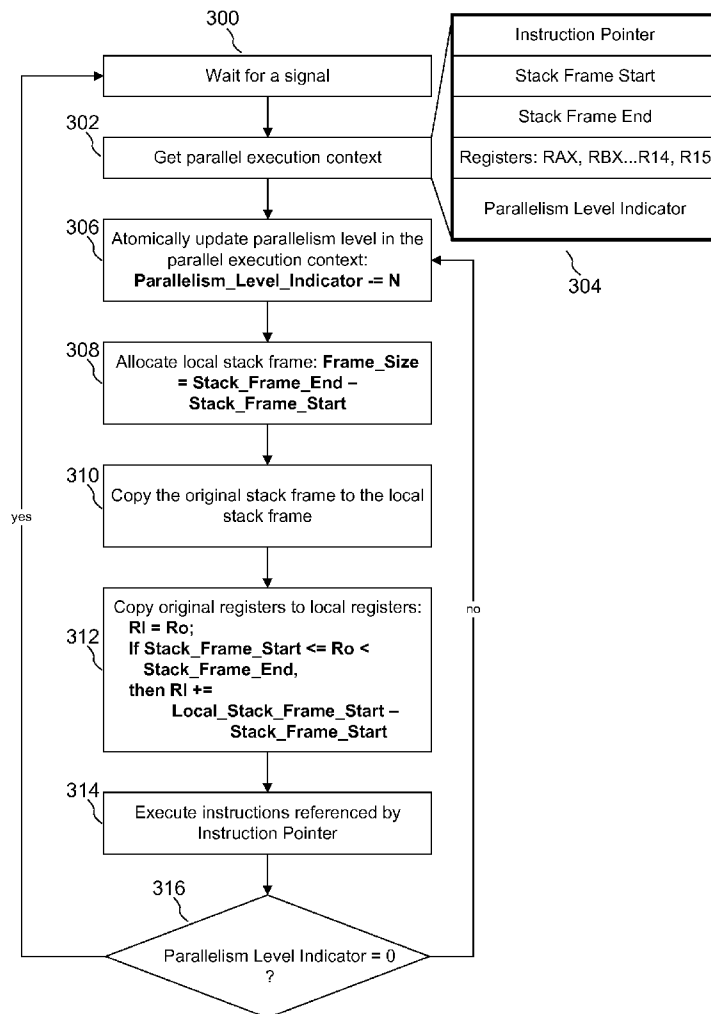 300
Wait for a signal
302
Get parallel execution context
Instruction Pointer
Stack Frame Start
Stack Frame End
Registers: RAX, RBX...R14, R15
Parallelism Level Indicator
304
306
Atomically update parallelism level in the
parallel execution context:
Parallelism_Level_Indicator -= N
308
Allocate local stack frame: Frame_Size
= Stack_Frame_End –
Stack_Frame_Start
310
Copy the original stack frame to the local
stack frame
yes
no
312
Copy original registers to local registers:
Rl = Ro;
If Stack_Frame_Start <= Ro <
Stack_Frame_End,
then Rl +=
Local_Stack_Frame_Start –
Stack_Frame_Start
314
Execute instructions referenced by
Instruction Pointer
316
Parallelism Level Indicator = 0
?